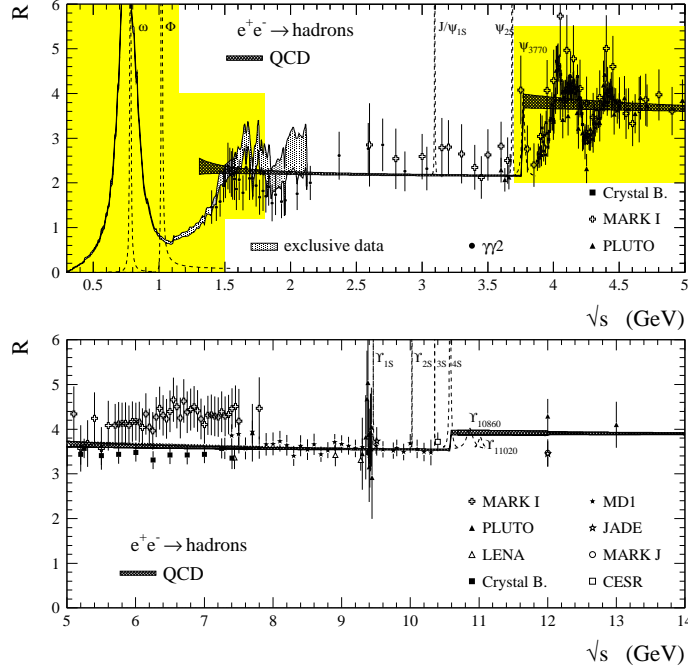 R
6
5
4
3
2
1
0
ω
Φ
e⁺e⁻ → hadrons
QCD
J/ψ1S
ψ2S
ψ3770
exclusive data
γγ2
Crystal B.
MARK I
PLUTO
0.5 1 1.5 2 2.5 3 3.5 4 4.5 5
√s (GeV)
R
6
5
4
3
2
1
0
ϒ1S
ϒ2S
3S
4S
ϒ10860
ϒ11020
e⁺e⁻ → hadrons
QCD
MARK I
PLUTO
LENA
Crystal B.
MD1
JADE
MARK J
CESR
5 6 7 8 9 10 11 12 13 14
√s (GeV)